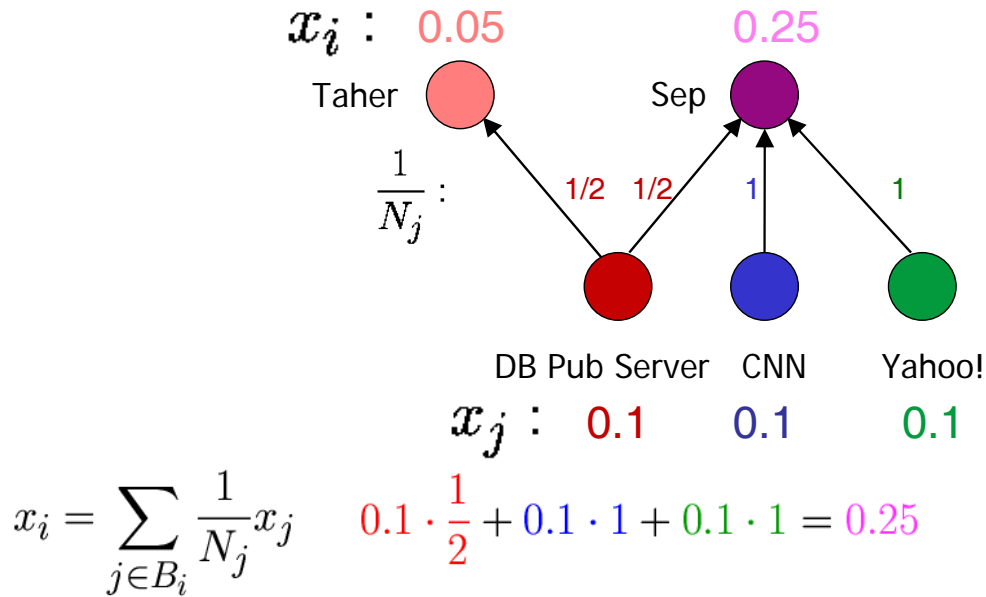 x_i : 0.05 0.25
Taher Sep
1/N_j : 1/2 1/2 1 1
DB Pub Server CNN Yahoo!
x_j : 0.1 0.1 0.1
x_i = ∑_{j∈B_i} 1/N_j x_j 0.1 · 1/2 + 0.1 · 1 + 0.1 · 1 = 0.25